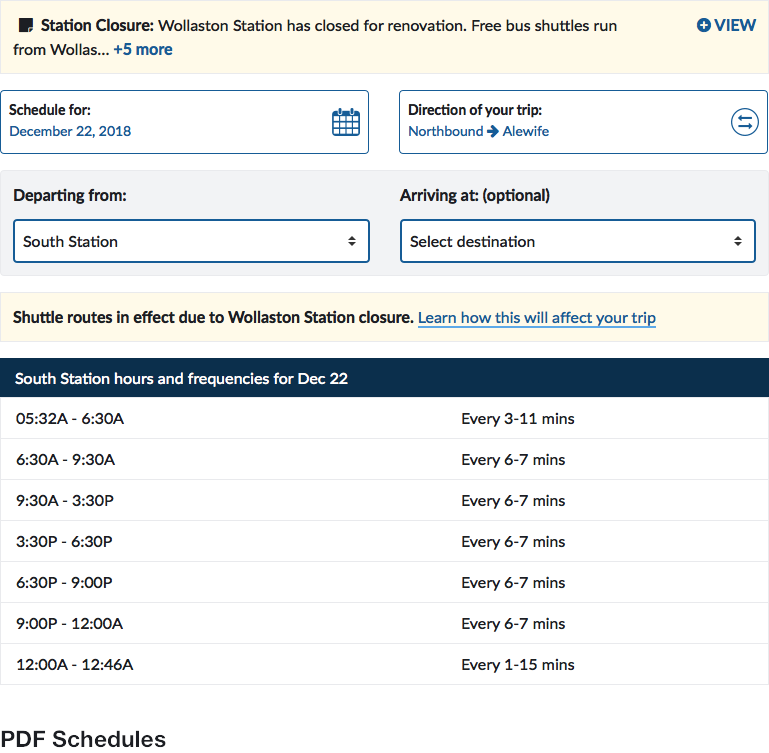 Station Closure: Wollaston Station has closed for renovation. Free bus shuttles run
from Wollas... +5 more
VIEW
Schedule for:
December 22, 2018
Direction of your trip:
Northbound → Alewife
Departing from:
South Station
Arriving at: (optional)
Select destination
Shuttle routes in effect due to Wollaston Station closure. Learn how this will affect your trip
South Station hours and frequencies for Dec 22
05:32A - 6:30A Every 3-11 mins
6:30A - 9:30A Every 6-7 mins
9:30A - 3:30P Every 6-7 mins
3:30P - 6:30P Every 6-7 mins
6:30P - 9:00P Every 6-7 mins
9:00P - 12:00A Every 6-7 mins
12:00A - 12:46A Every 1-15 mins
PDF Schedules